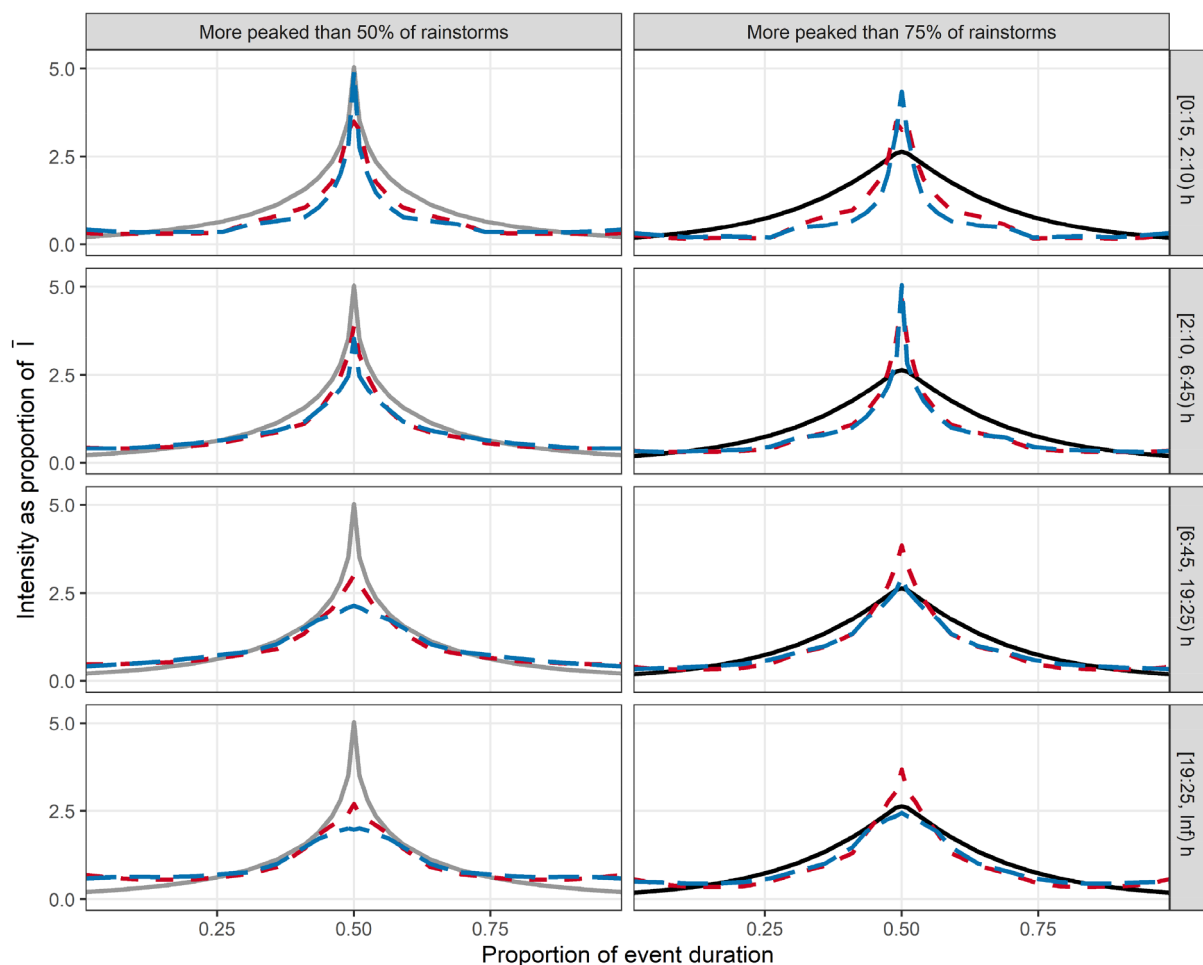 More peaked than 50% of rainstorms
More peaked than 75% of rainstorms
5.0
2.5
0.0
[0:15, 2:10) h
5.0
2.5
0.0
[2:10, 6:45) h
5.0
2.5
0.0
[6:45, 19:25) h
5.0
2.5
0.0
[19:25, Inf) h
Intensity as proportion of Ī
0.25 0.50 0.75
0.25 0.50 0.75
Proportion of event duration